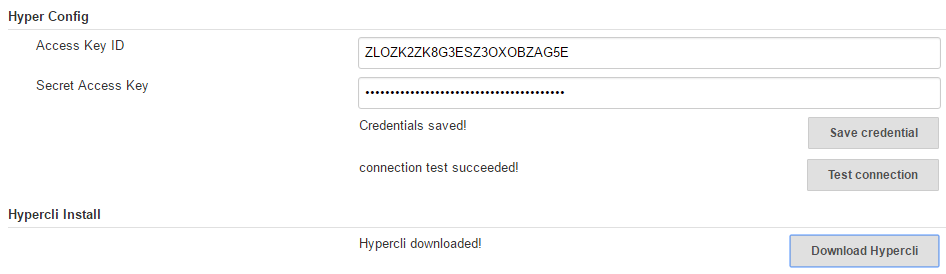 Hyper Config
Access Key ID
ZLOZK2ZK8G3ESZ3OXOBZAG5E
Secret Access Key
••••••••••••••••••••••••••••••••••••••••
Credentials saved!
Save credential
connection test succeeded!
Test connection
Hypercli Install
Hypercli downloaded!
Download Hypercli